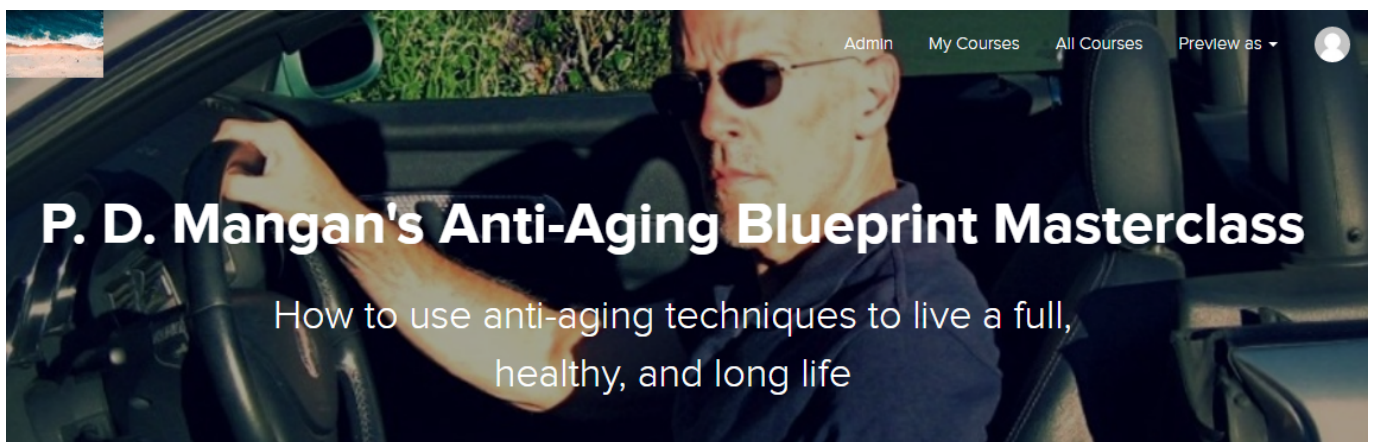 Admin My Courses All Courses Preview as
P. D. Mangan's Anti-Aging Blueprint Masterclass
How to use anti-aging techniques to live a full,
healthy, and long life